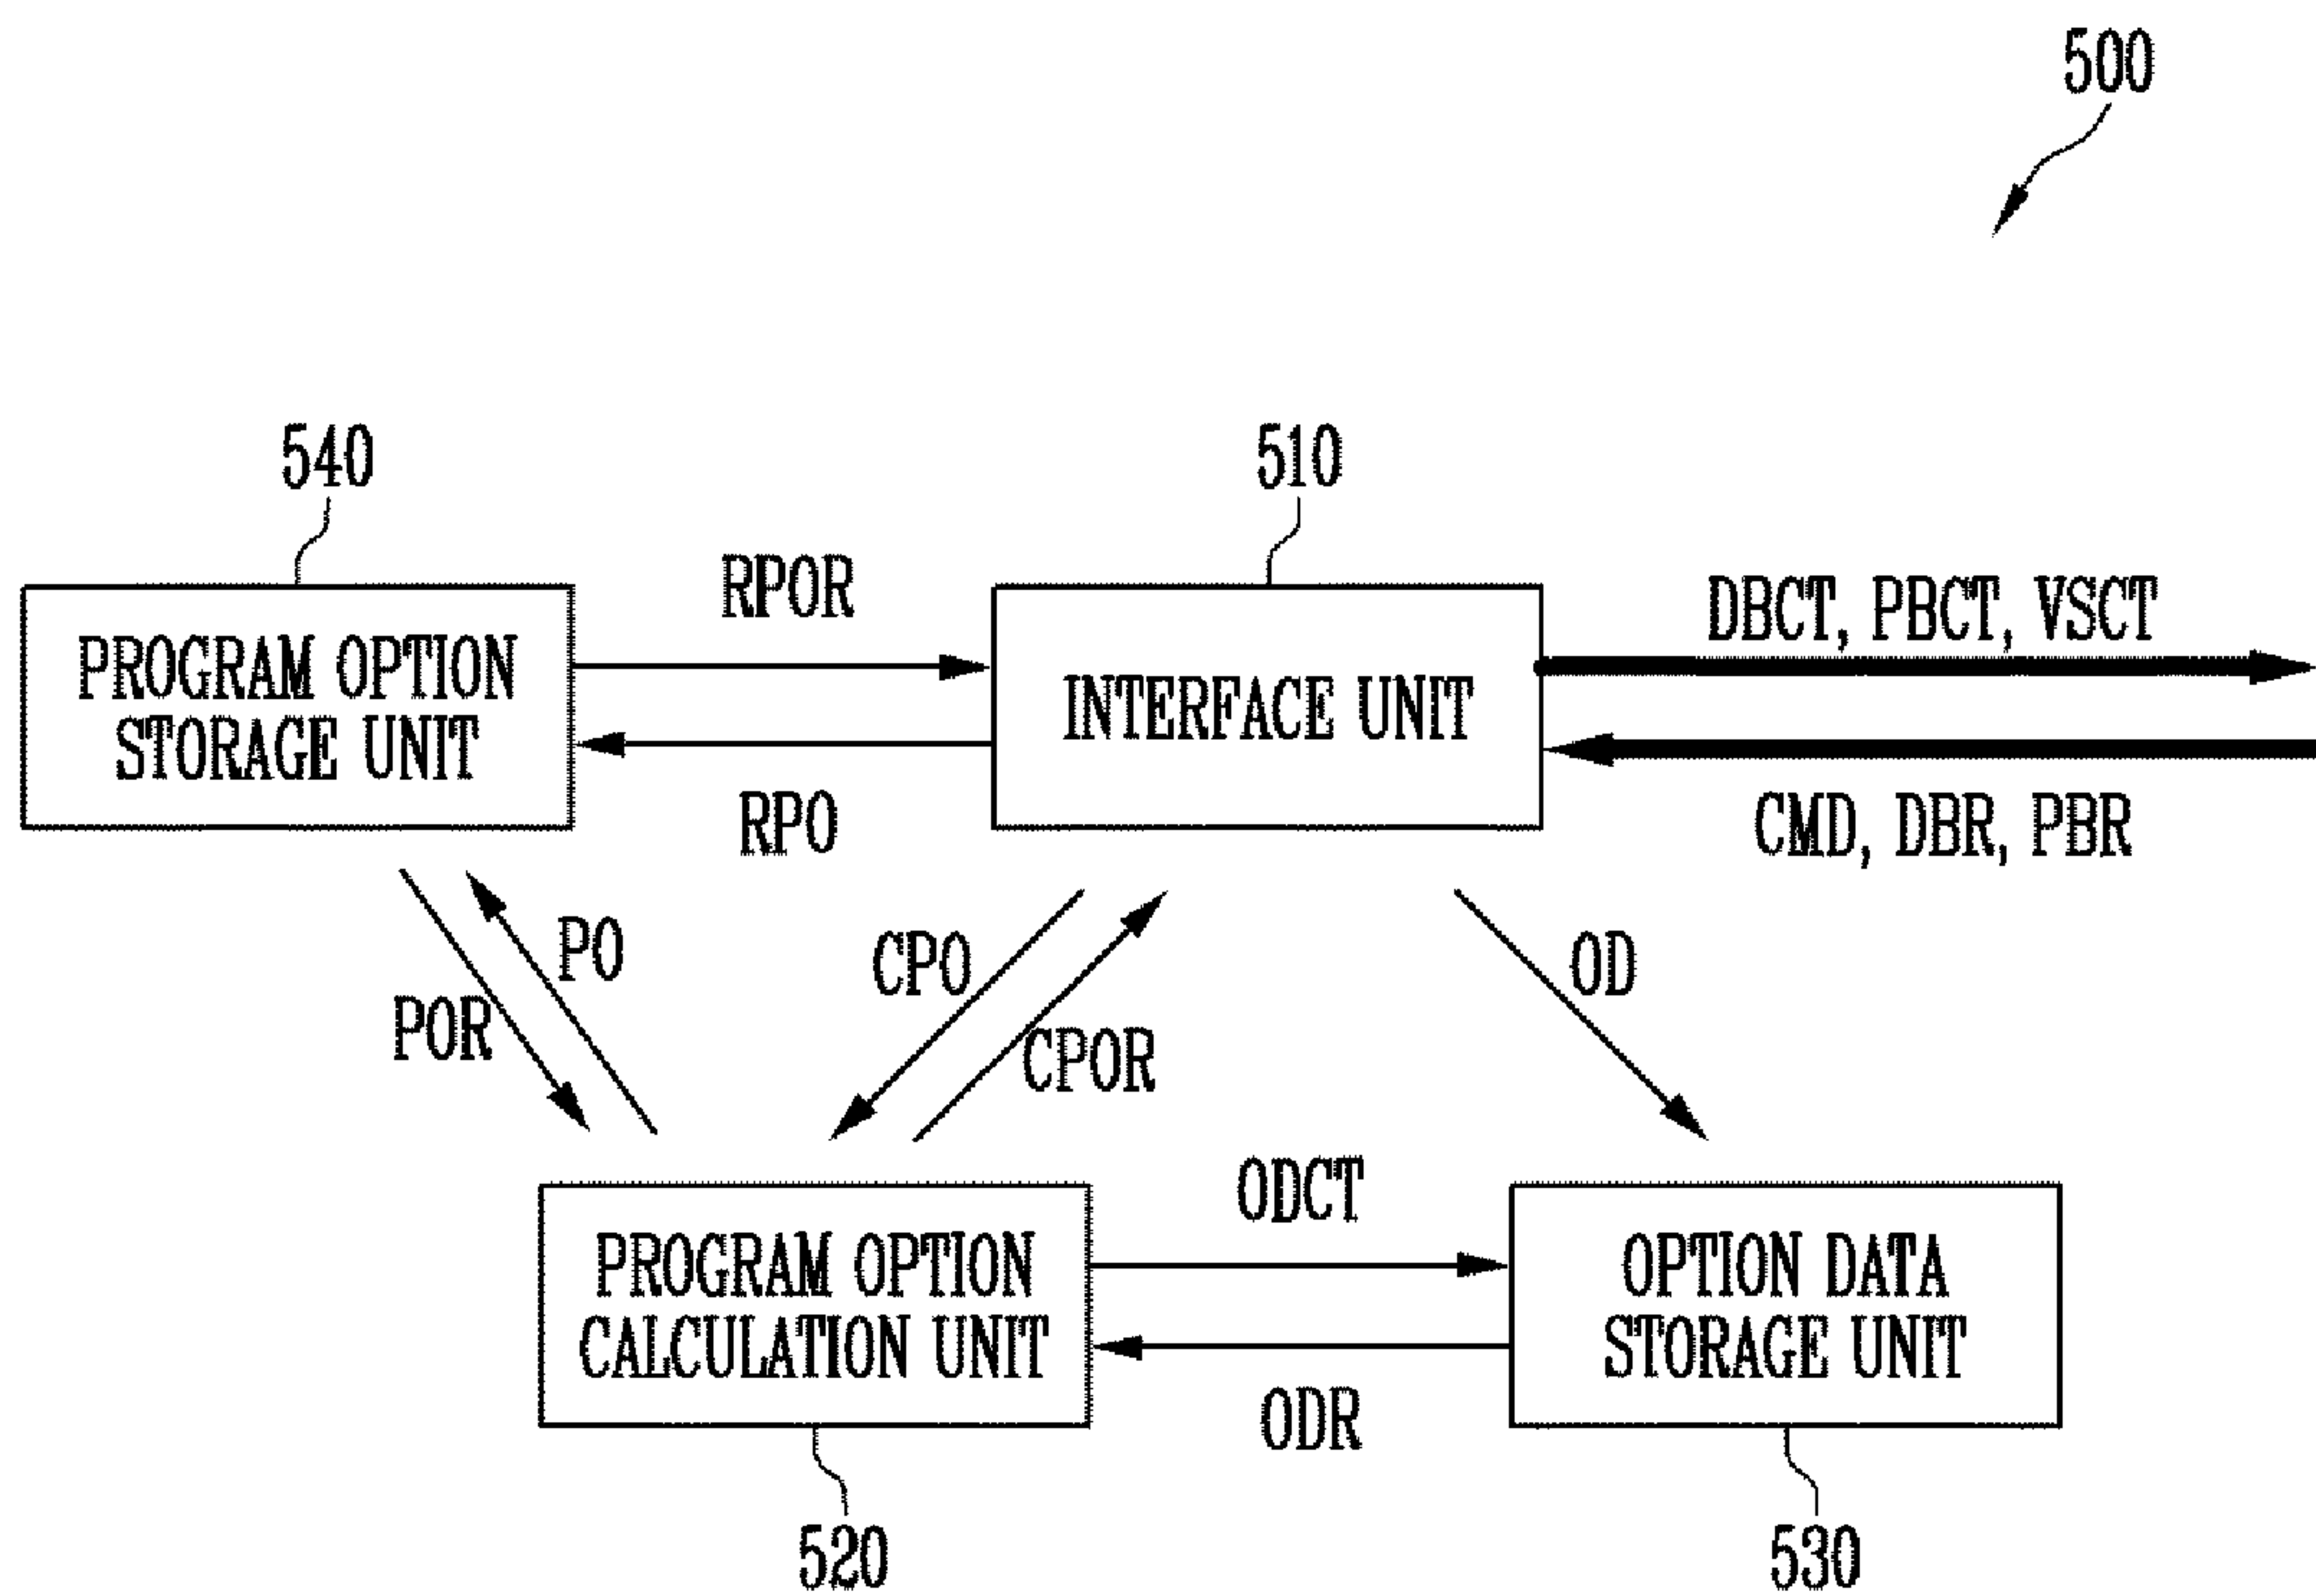 500
540
510
RPOR
DBCT, PBCT, VSCT
PROGRAM OPTION
STORAGE UNIT
INTERFACE UNIT
RPO
CMD, DBR, PBR
PO
CPO
OD
POR
CPOR
ODCT
PROGRAM OPTION
CALCULATION UNIT
OPTION DATA
STORAGE UNIT
ODR
520
530